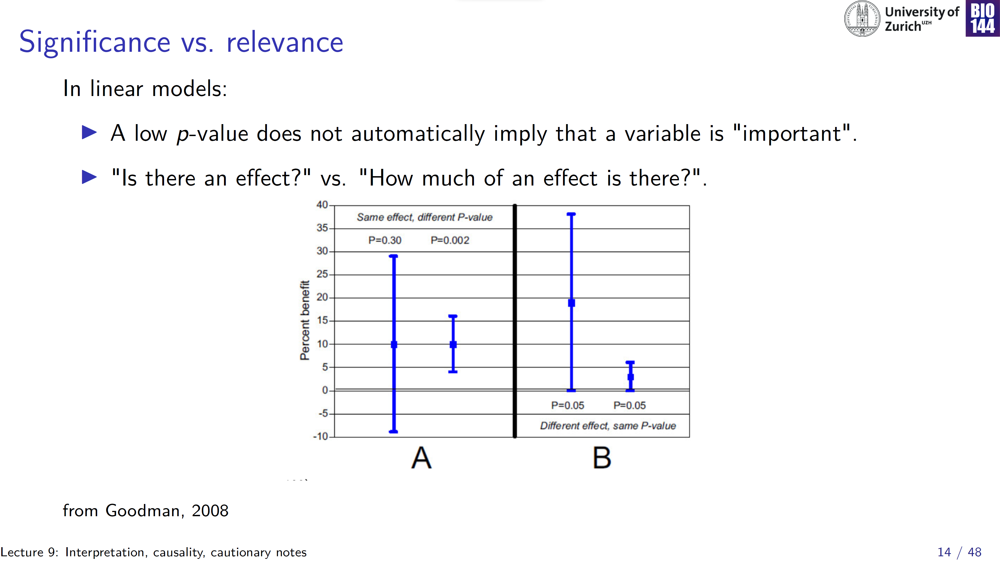 University of
Zurich UZH
BIO
144
Significance vs. relevance
In linear models:
▶ A low p-value does not automatically imply that a variable is "important".
▶ "Is there an effect?" vs. "How much of an effect is there?".
Same effect, different P-value
P=0.30 P=0.002
Percent benefit
40
35
30
25
20
15
10
5
0
-5
-10
P=0.05 P=0.05
Different effect, same P-value
A B
from Goodman, 2008
Lecture 9: Interpretation, causality, cautionary notes
14 / 48